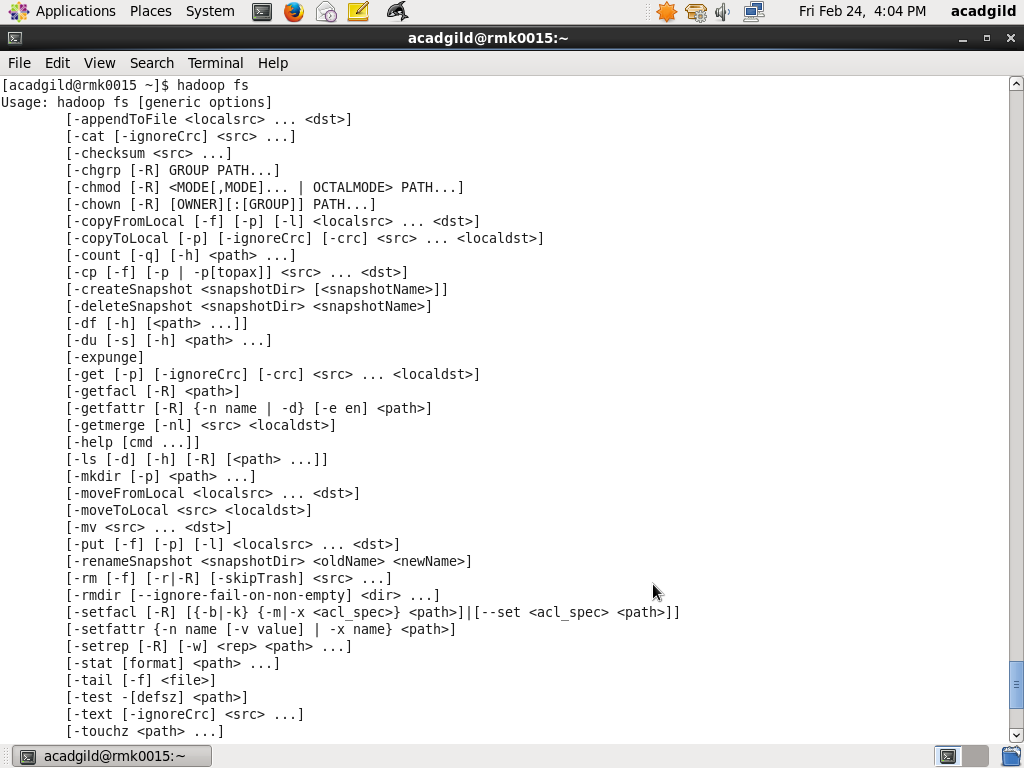 Applications Places System Fri Feb 24, 4:04 PM acadgild
acadgild@rmk0015:~
File Edit View Search Terminal Help
[acadgild@rmk0015 ~]$ hadoop fs
Usage: hadoop fs [generic options]
[-appendToFile <localsrc> ... <dst>]
[-cat [-ignoreCrc] <src> ...]
[-checksum <src> ...]
[-chgrp [-R] GROUP PATH...]
[-chmod [-R] <MODE[,MODE]... | OCTALMODE> PATH...]
[-chown [-R] [OWNER][:[GROUP]] PATH...]
[-copyFromLocal [-f] [-p] [-l] <localsrc> ... <dst>]
[-copyToLocal [-p] [-ignoreCrc] [-crc] <src> ... <localdst>]
[-count [-q] [-h] <path> ...]
[-cp [-f] [-p | -p[topax]] <src> ... <dst>]
[-createSnapshot <snapshotDir> [<snapshotName>]]
[-deleteSnapshot <snapshotDir> <snapshotName>]
[-df [-h] [<path> ...]]
[-du [-s] [-h] <path> ...]
[-expunge]
[-get [-p] [-ignoreCrc] [-crc] <src> ... <localdst>]
[-getfacl [-R] <path>]
[-getfattr [-R] {-n name | -d} [-e en] <path>]
[-getmerge [-nl] <src> <localdst>]
[-help [cmd ...]]
[-ls [-d] [-h] [-R] [<path> ...]]
[-mkdir [-p] <path> ...]
[-moveFromLocal <localsrc> ... <dst>]
[-moveToLocal <src> <localdst>]
[-mv <src> ... <dst>]
[-put [-f] [-p] [-l] <localsrc> ... <dst>]
[-renameSnapshot <snapshotDir> <oldName> <newName>]
[-rm [-f] [-r|-R] [-skipTrash] <src> ...]
[-rmdir [--ignore-fail-on-non-empty] <dir> ...]
[-setfacl [-R] [{-b|-k} {-m|-x <acl_spec>} <path>]|[--set <acl_spec> <path>]]
[-setfattr {-n name [-v value] | -x name} <path>]
[-setrep [-R] [-w] <rep> <path> ...]
[-stat [format] <path> ...]
[-tail [-f] <file>]
[-test -[defsz] <path>]
[-text [-ignoreCrc] <src> ...]
[-touchz <path> ...]
acadgild@rmk0015:~